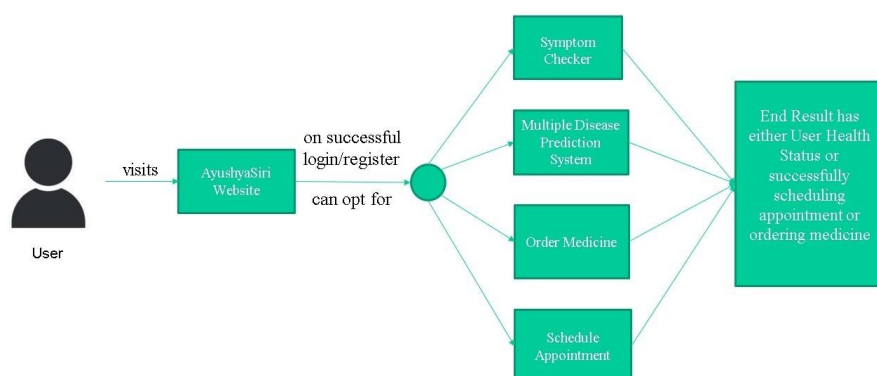 User
visits
AyushyaSiri
Website
on successful
login/register
can opt for
Symptom
Checker
Multiple Disease
Prediction
System
Order Medicine
Schedule
Appointment
End Result has
either User Health
Status or
successfully
scheduling
appointment or
ordering medicine